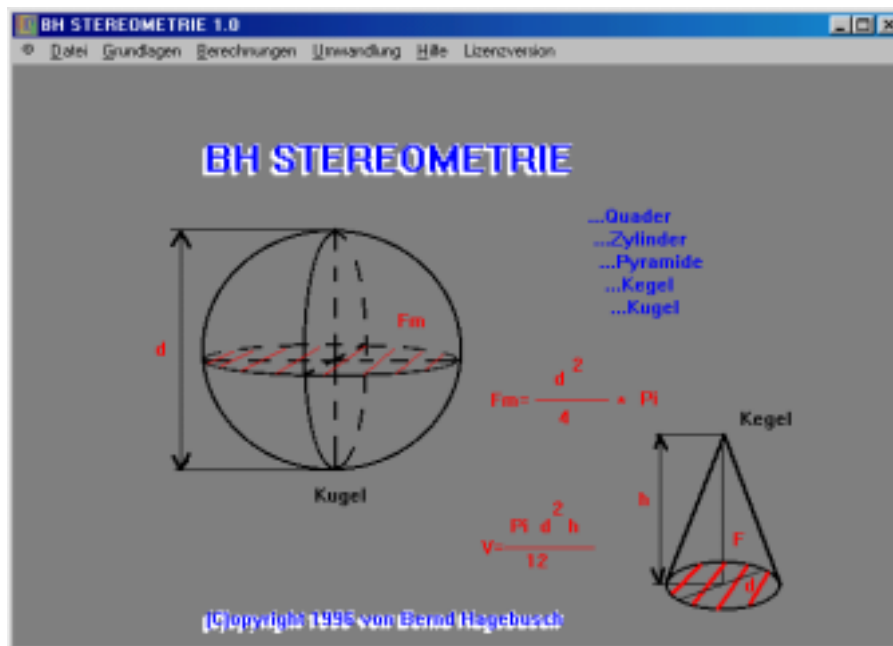 BH STEREOMETRIE 1.0
Datei Grundlagen Berechnungen Umwandlung Hilfe Lizenzversion
BH STEREOMETRIE
...Quader
...Zylinder
...Pyramide
...Kegel
...Kugel
Fm
d
d 2
Fm= * Pi
4
Kegel
Kugel
h
2
Pi d h
V=
12
F
d
(C)opyright 1996 von Bernd Hagebusch